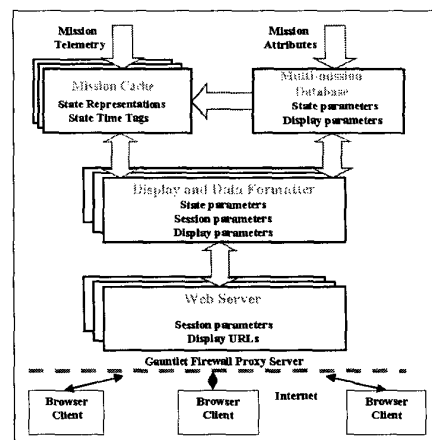 Mission
Telemetry
Mission
Attributes
Mission Cache
State Representations
State Time Tags
Multi-mission
Database
State parameters
Display parameters
Display and Data Formatter
State parameters
Session parameters
Display parameters
Web Server
Session parameters
Display URLs
Gauntlet Firewall Proxy Server
Internet
Browser
Client
Browser
Client
Browser
Client